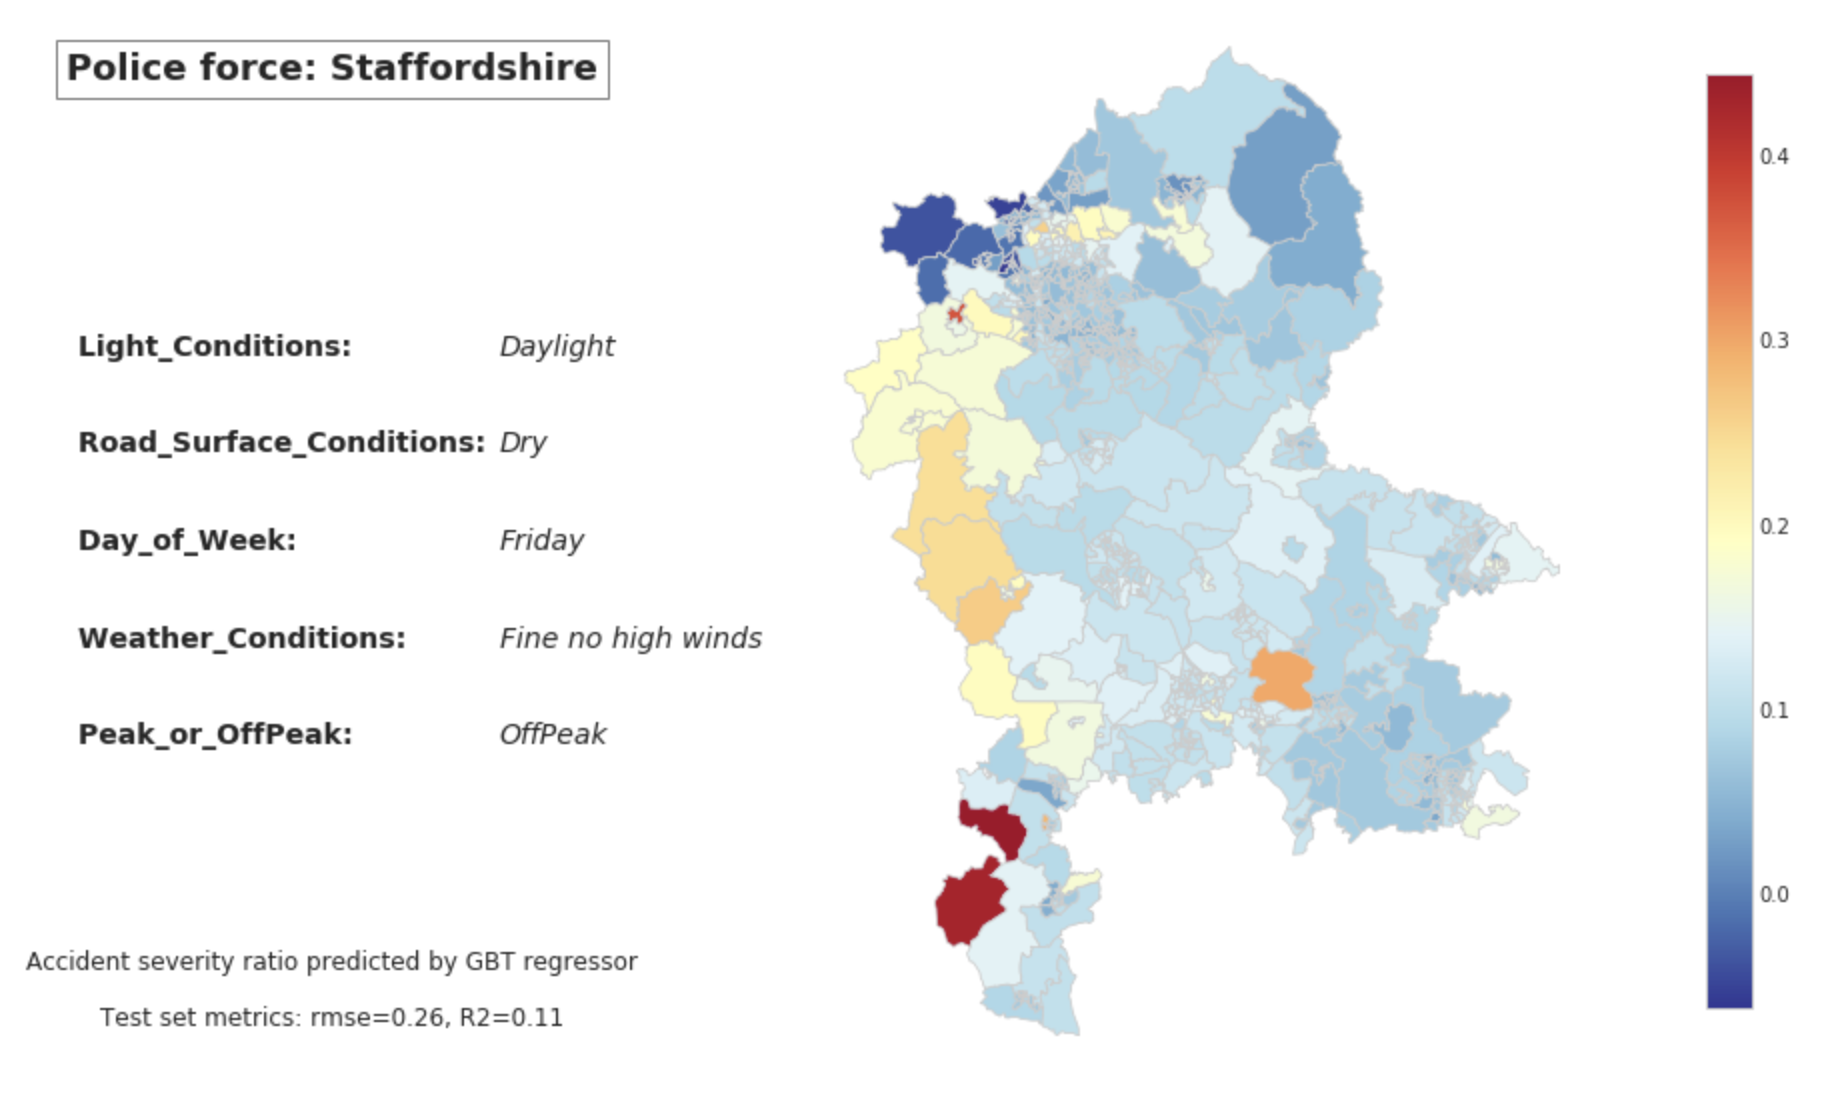 Police force: Staffordshire
Light_Conditions: Daylight
Road_Surface_Conditions: Dry
Day_of_Week: Friday
Weather_Conditions: Fine no high winds
Peak_or_OffPeak: OffPeak
Accident severity ratio predicted by GBT regressor
Test set metrics: rmse=0.26, R2=0.11
0.4
0.3
0.2
0.1
0.0